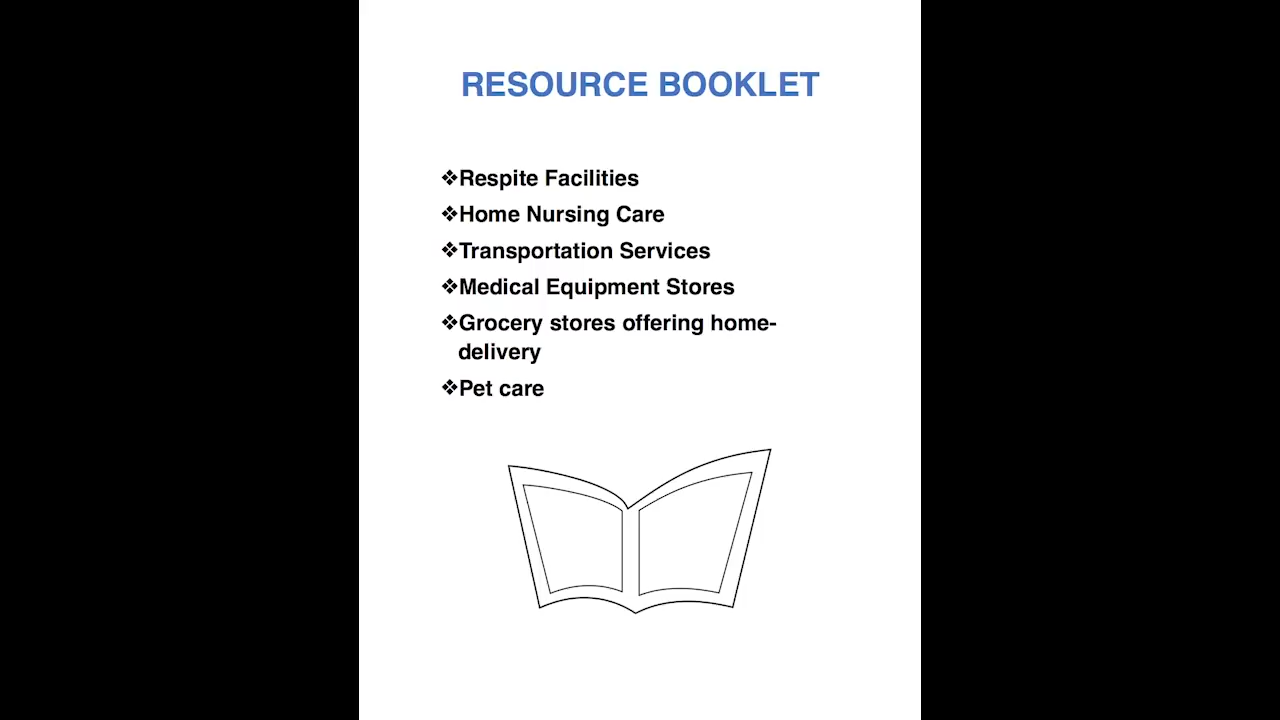 RESOURCE BOOKLET
❖Respite Facilities
❖Home Nursing Care
❖Transportation Services
❖Medical Equipment Stores
❖Grocery stores offering home-
delivery
❖Pet care